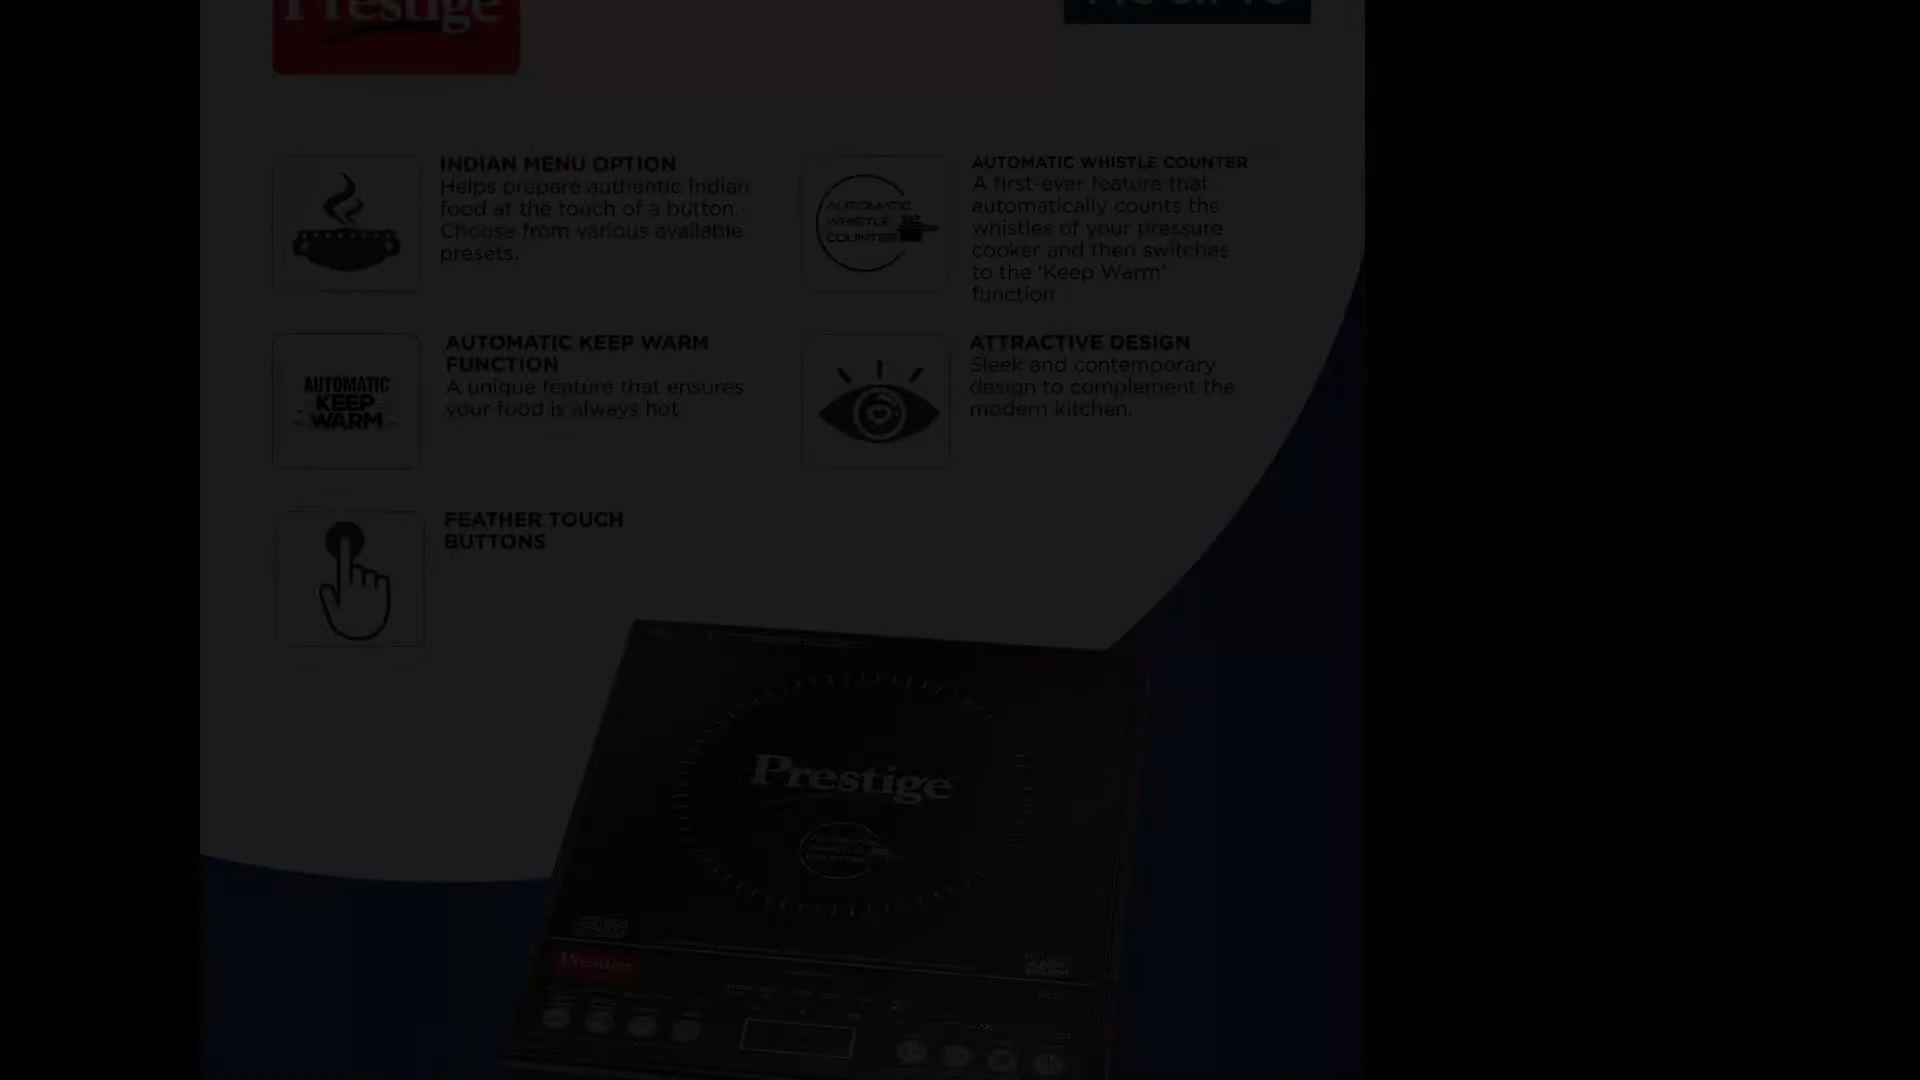 Prestige
INDIAN MENU OPTION
Helps prepare authentic Indian
food at the touch of a button.
Choose from various available
presets.
AUTOMATIC
WHISTLE
COUNTER
AUTOMATIC WHISTLE COUNTER
A first-ever feature that
automatically counts the
whistles of your pressure
cooker and then switches
to the 'Keep Warm'
function
AUTOMATIC
KEEP
WARM
AUTOMATIC KEEP WARM
FUNCTION
A unique feature that ensures
your food is always hot
ATTRACTIVE DESIGN
Sleek and contemporary
design to complement the
modern kitchen.
FEATHER TOUCH
BUTTONS
Prestige
Prestige